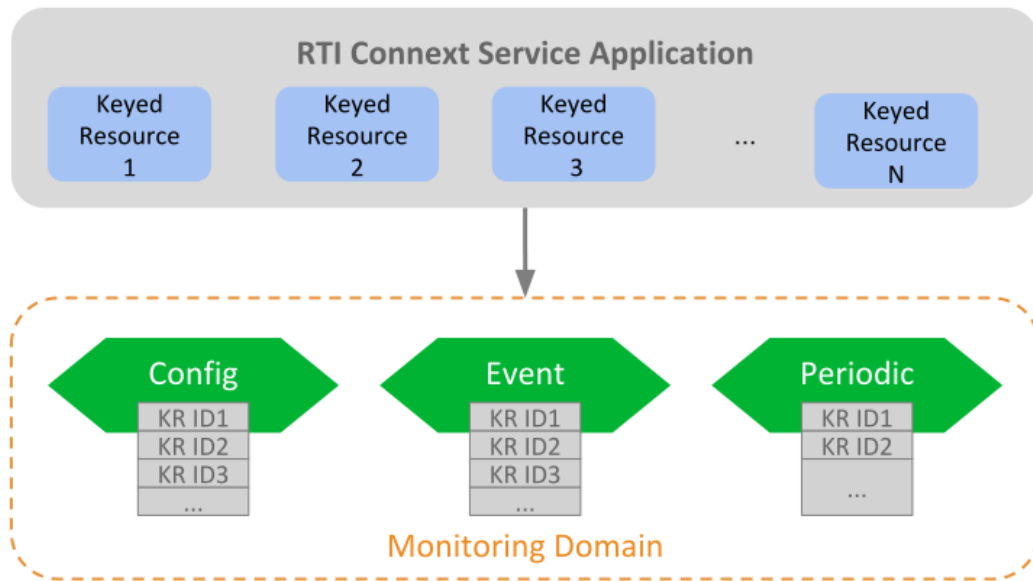 RTI Connext Service Application
Keyed
Resource
1
Keyed
Resource
2
Keyed
Resource
3
...
Keyed
Resource
N
Config
KR ID1
KR ID2
KR ID3
...
Event
KR ID1
KR ID2
KR ID3
...
Periodic
KR ID1
KR ID2
...
Monitoring Domain